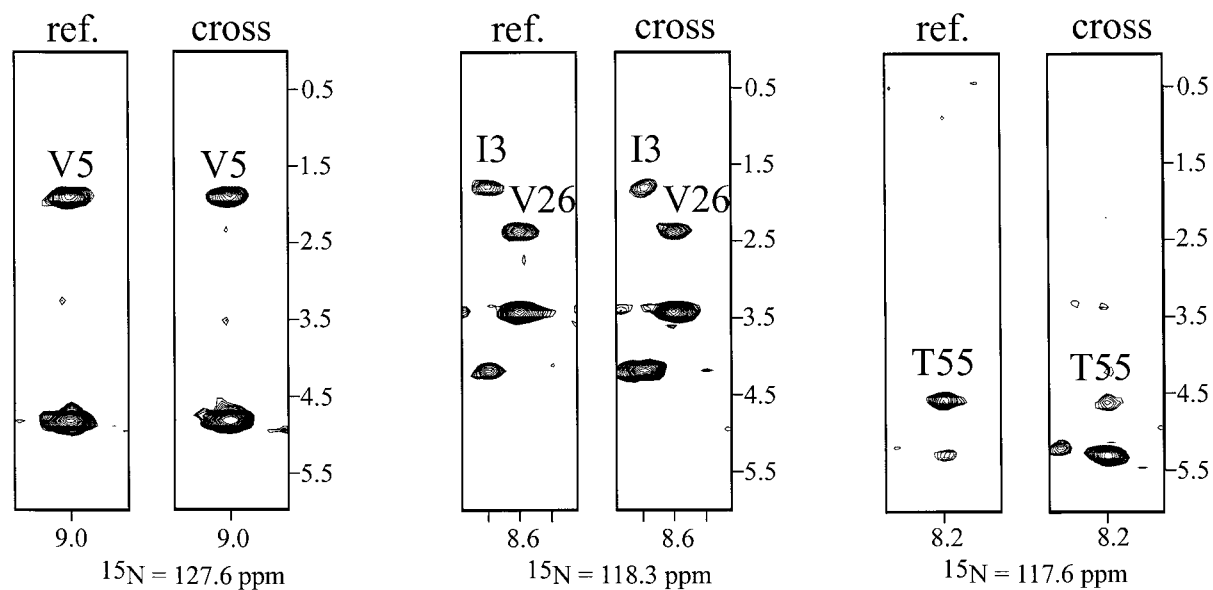 ref. cross
V5 V5
0.5
1.5
2.5
3.5
4.5
5.5
9.0 9.0
15N = 127.6 ppm
ref. cross
I3 I3
V26 V26
0.5
1.5
2.5
3.5
4.5
5.5
8.6 8.6
15N = 118.3 ppm
ref. cross
T55 T55
0.5
1.5
2.5
3.5
4.5
5.5
8.2 8.2
15N = 117.6 ppm